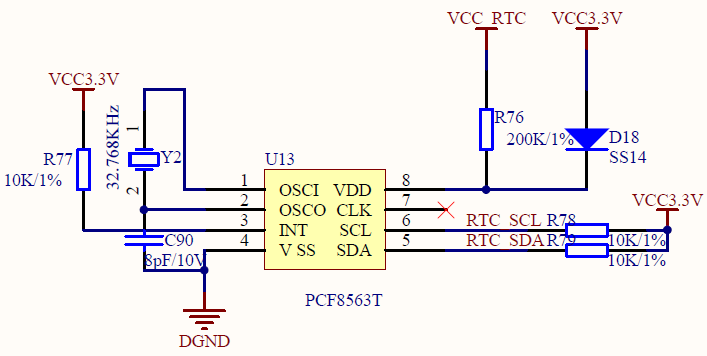 VCC_RTC
VCC3.3V
VCC3.3V
32.768KHz
1
2
Y2
R77
10K/1%
R76
200K/1%
D18
SS14
U13
1
OSCI
VDD
8
2
OSCO
CLK
7
3
INT
SCL
6
4
V SS
SDA
5
PCF8563T
C90
8pF/10V
DGND
VCC3.3V
RTC_SCL
R78
10K/1%
RTC_SDA
R79
10K/1%